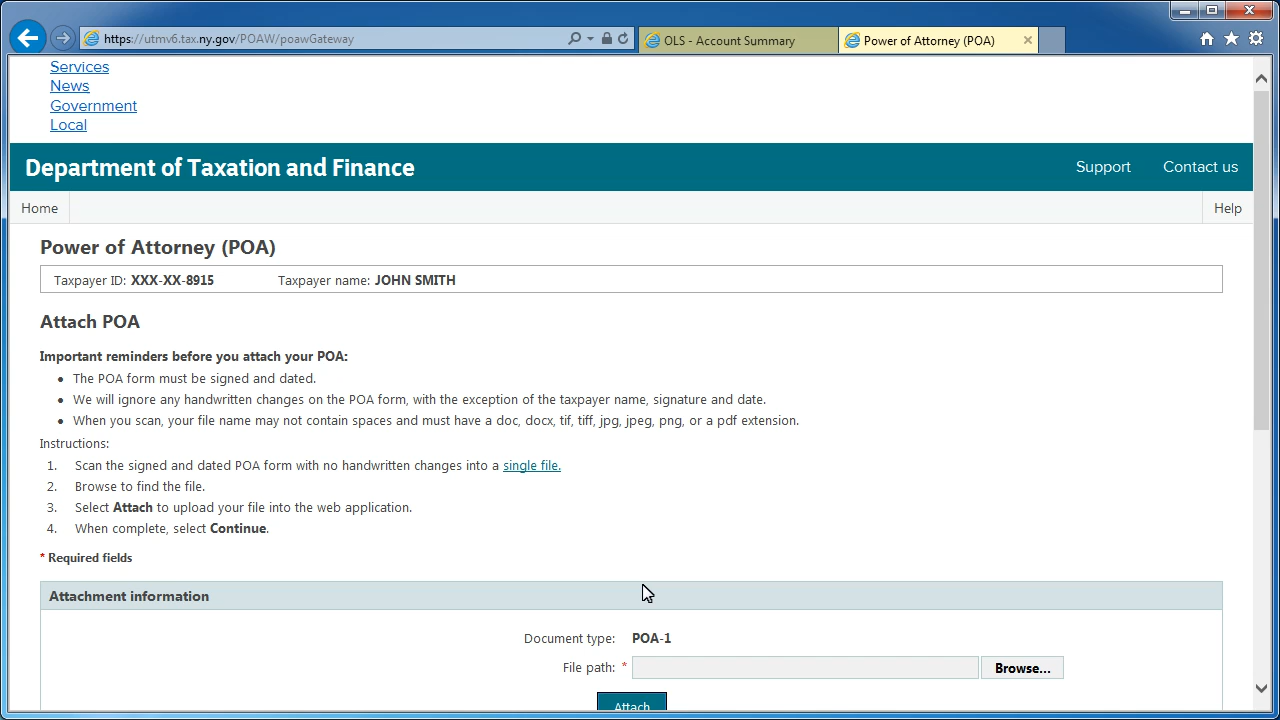 https://utmv6.tax.ny.gov/POAW/poawGateway
OLS - Account Summary
Power of Attorney (POA)
Services
News
Government
Local
Department of Taxation and Finance
Support
Contact us
Home
Help
Power of Attorney (POA)
Taxpayer ID: XXX-XX-8915 Taxpayer name: JOHN SMITH
Attach POA
Important reminders before you attach your POA:
• The POA form must be signed and dated.
• We will ignore any handwritten changes on the POA form, with the exception of the taxpayer name, signature and date.
• When you scan, your file name may not contain spaces and must have a doc, docx, tif, tiff, jpg, jpeg, png, or a pdf extension.
Instructions:
1. Scan the signed and dated POA form with no handwritten changes into a single file.
2. Browse to find the file.
3. Select Attach to upload your file into the web application.
4. When complete, select Continue.
* Required fields
Attachment information
Document type: POA-1
File path: *
Browse...
Attach